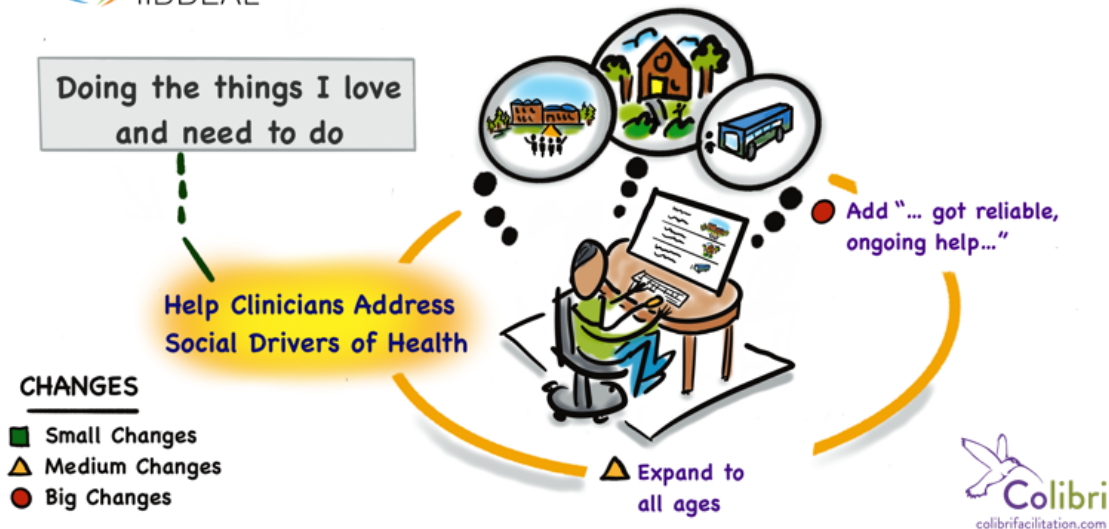 Doing the things I love
and need to do
Add “... got reliable,
ongoing help...”
Help Clinicians Address
Social Drivers of Health
CHANGES
Small Changes
Medium Changes
Big Changes
Expand to
all ages
Colibri
colibrifacilitation.com